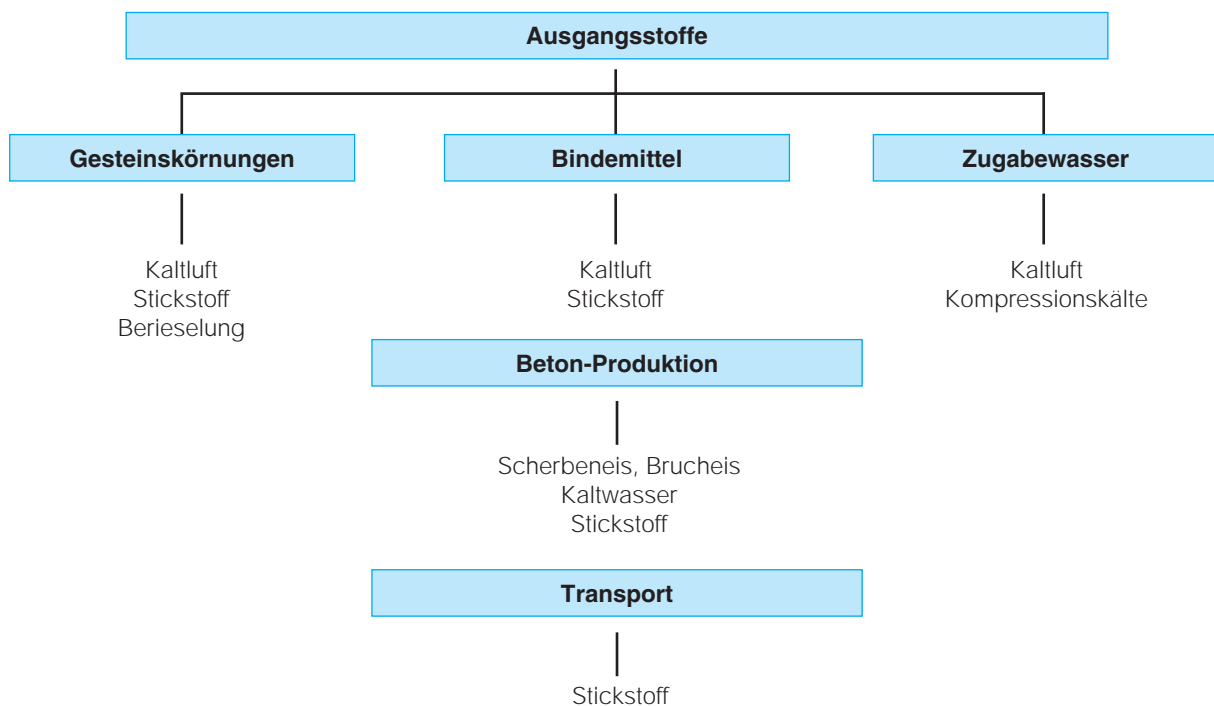 Ausgangsstoffe
Gesteinskörnungen
Bindemittel
Zugabewasser
Kaltluft
Stickstoff
Berieselung
Kaltluft
Stickstoff
Kaltluft
Kompressionskälte
Beton-Produktion
Scherbeneis, Brucheis
Kaltwasser
Stickstoff
Transport
Stickstoff